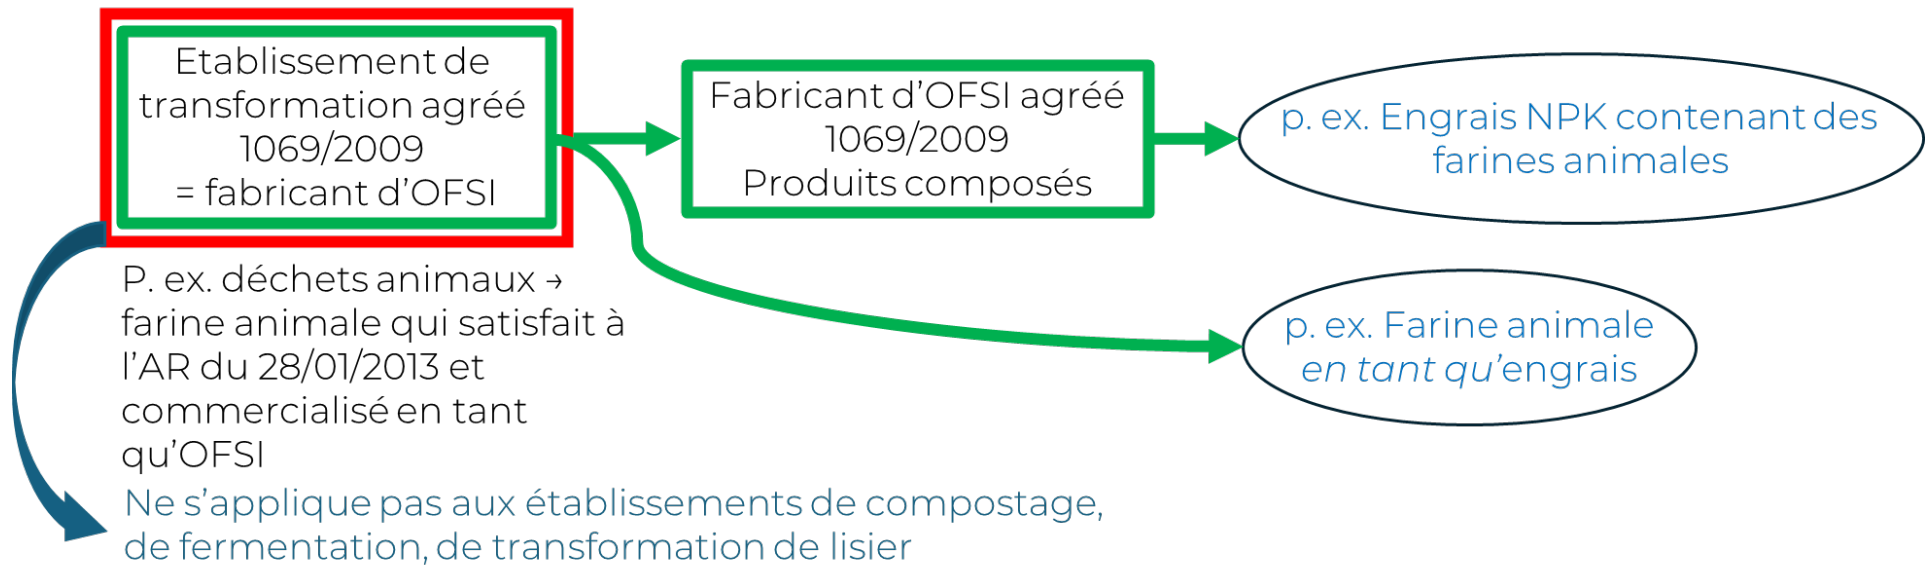 Etablissement de
transformation agréé
1069/2009
= fabricant d'OFSI
Fabricant d'OFSI agréé
1069/2009
Produits composés
p. ex. Engrais NPK contenant des
farines animales
P. ex. déchets animaux →
farine animale qui satisfait à
l'AR du 28/01/2013 et
commercialisé en tant
qu'OFSI
p. ex. Farine animale
en tant qu'engrais
Ne s'applique pas aux établissements de compostage,
de fermentation, de transformation de lisier